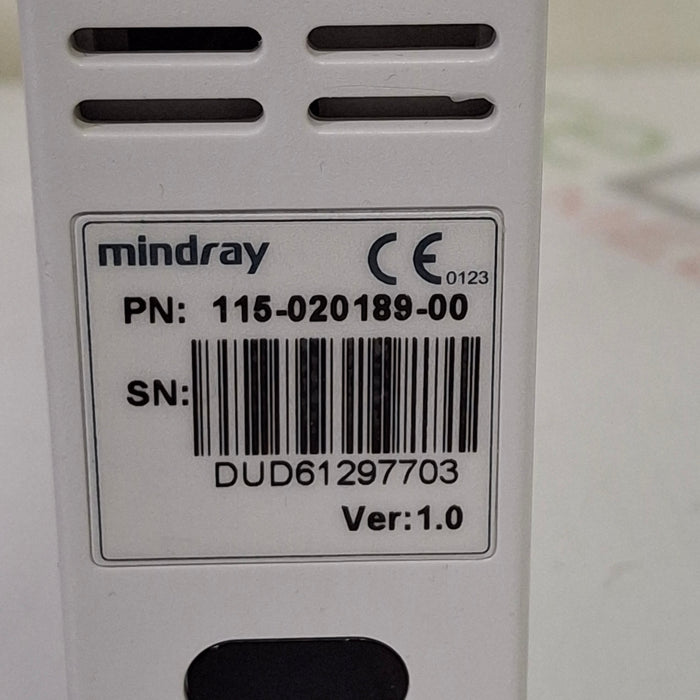 mindray CE 0123
PN: 115-020189-00
SN:
DUD61297703
Ver:1.0